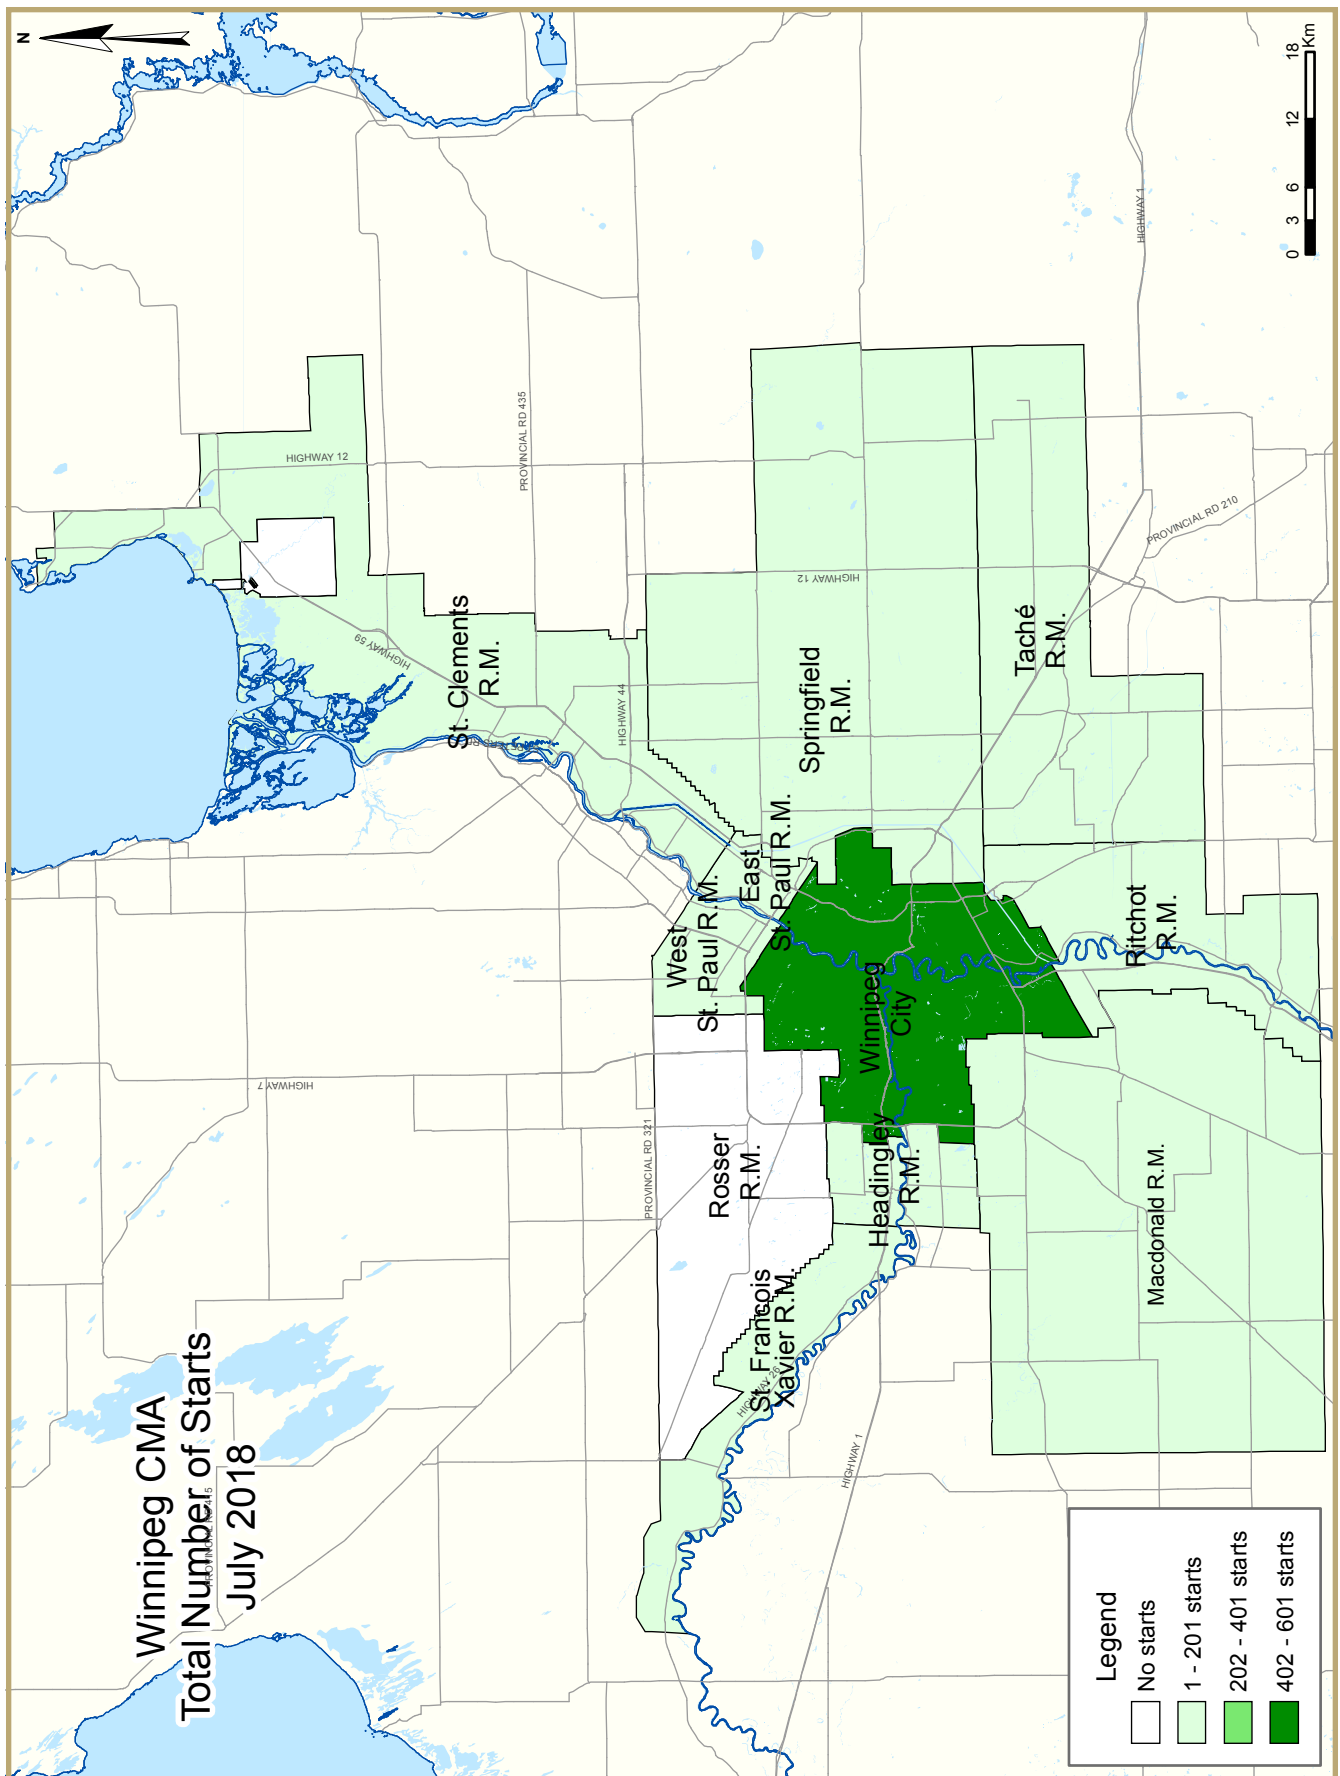 Winnipeg CMA
Total Number of Starts
July 2018
N
PROVINCIAL RD 415
HIGHWAY 7
HIGHWAY 59
HIGHWAY 12
PROVINCIAL RD 435
St. Clements
R.M.
HIGHWAY 44
PROVINCIAL RD 321
Rosser
R.M.
West
St. Paul R.M.
East
St. Paul R.M.
Springfield
R.M.
HIGHWAY 12
St. Francois
Xavier R.M.
HIGHWAY 26
HIGHWAY 1
Headingley
R.M.
Winnipeg
City
Taché
R.M.
HIGHWAY 1
PROVINCIAL RD 210
Ritchot
R.M.
Macdonald R.M.
Legend
No starts
1 - 201 starts
202 - 401 starts
402 - 601 starts
0 3 6 12 18
Km